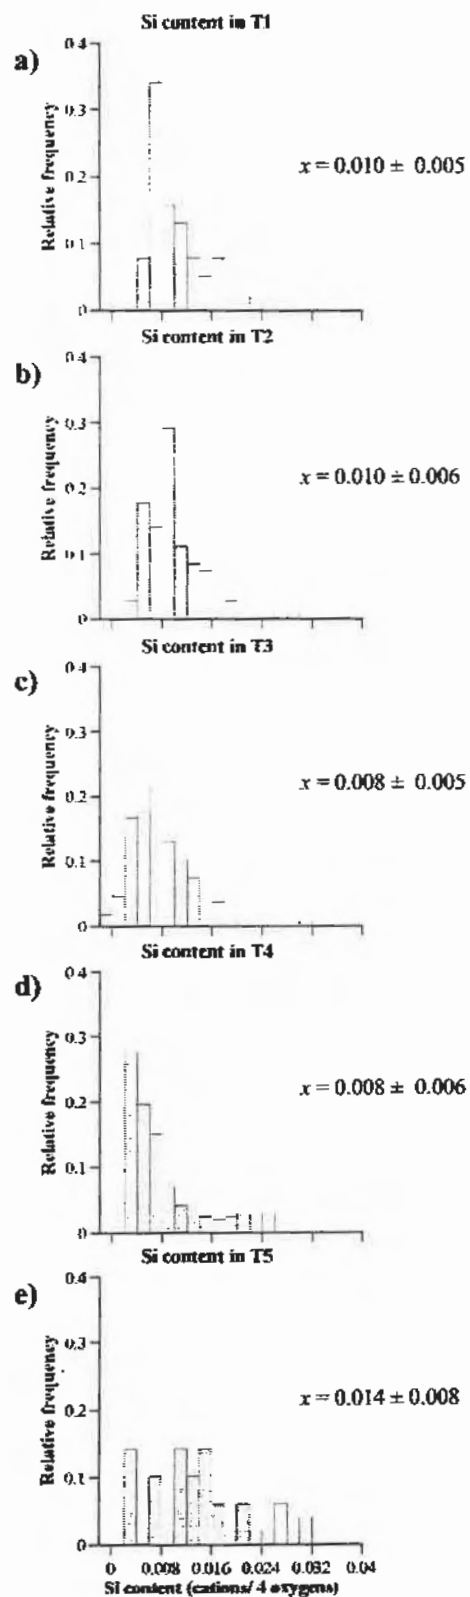 Si content in T1
a)
0.4
0.3
0.2
0.1
0
Relative frequency
x = 0.010 ± 0.005
Si content in T2
b)
0.4
0.3
0.2
0.1
0
Relative frequency
x = 0.010 ± 0.006
Si content in T3
c)
0.4
0.3
0.2
0.1
0
Relative frequency
x = 0.008 ± 0.005
Si content in T4
d)
0.4
0.3
0.2
0.1
0
Relative frequency
x = 0.008 ± 0.006
Si content in T5
e)
0.4
0.3
0.2
0.1
0
Relative frequency
x = 0.014 ± 0.008
0 0.008 0.016 0.024 0.032 0.04
Si content (cations/ 4 oxygens)